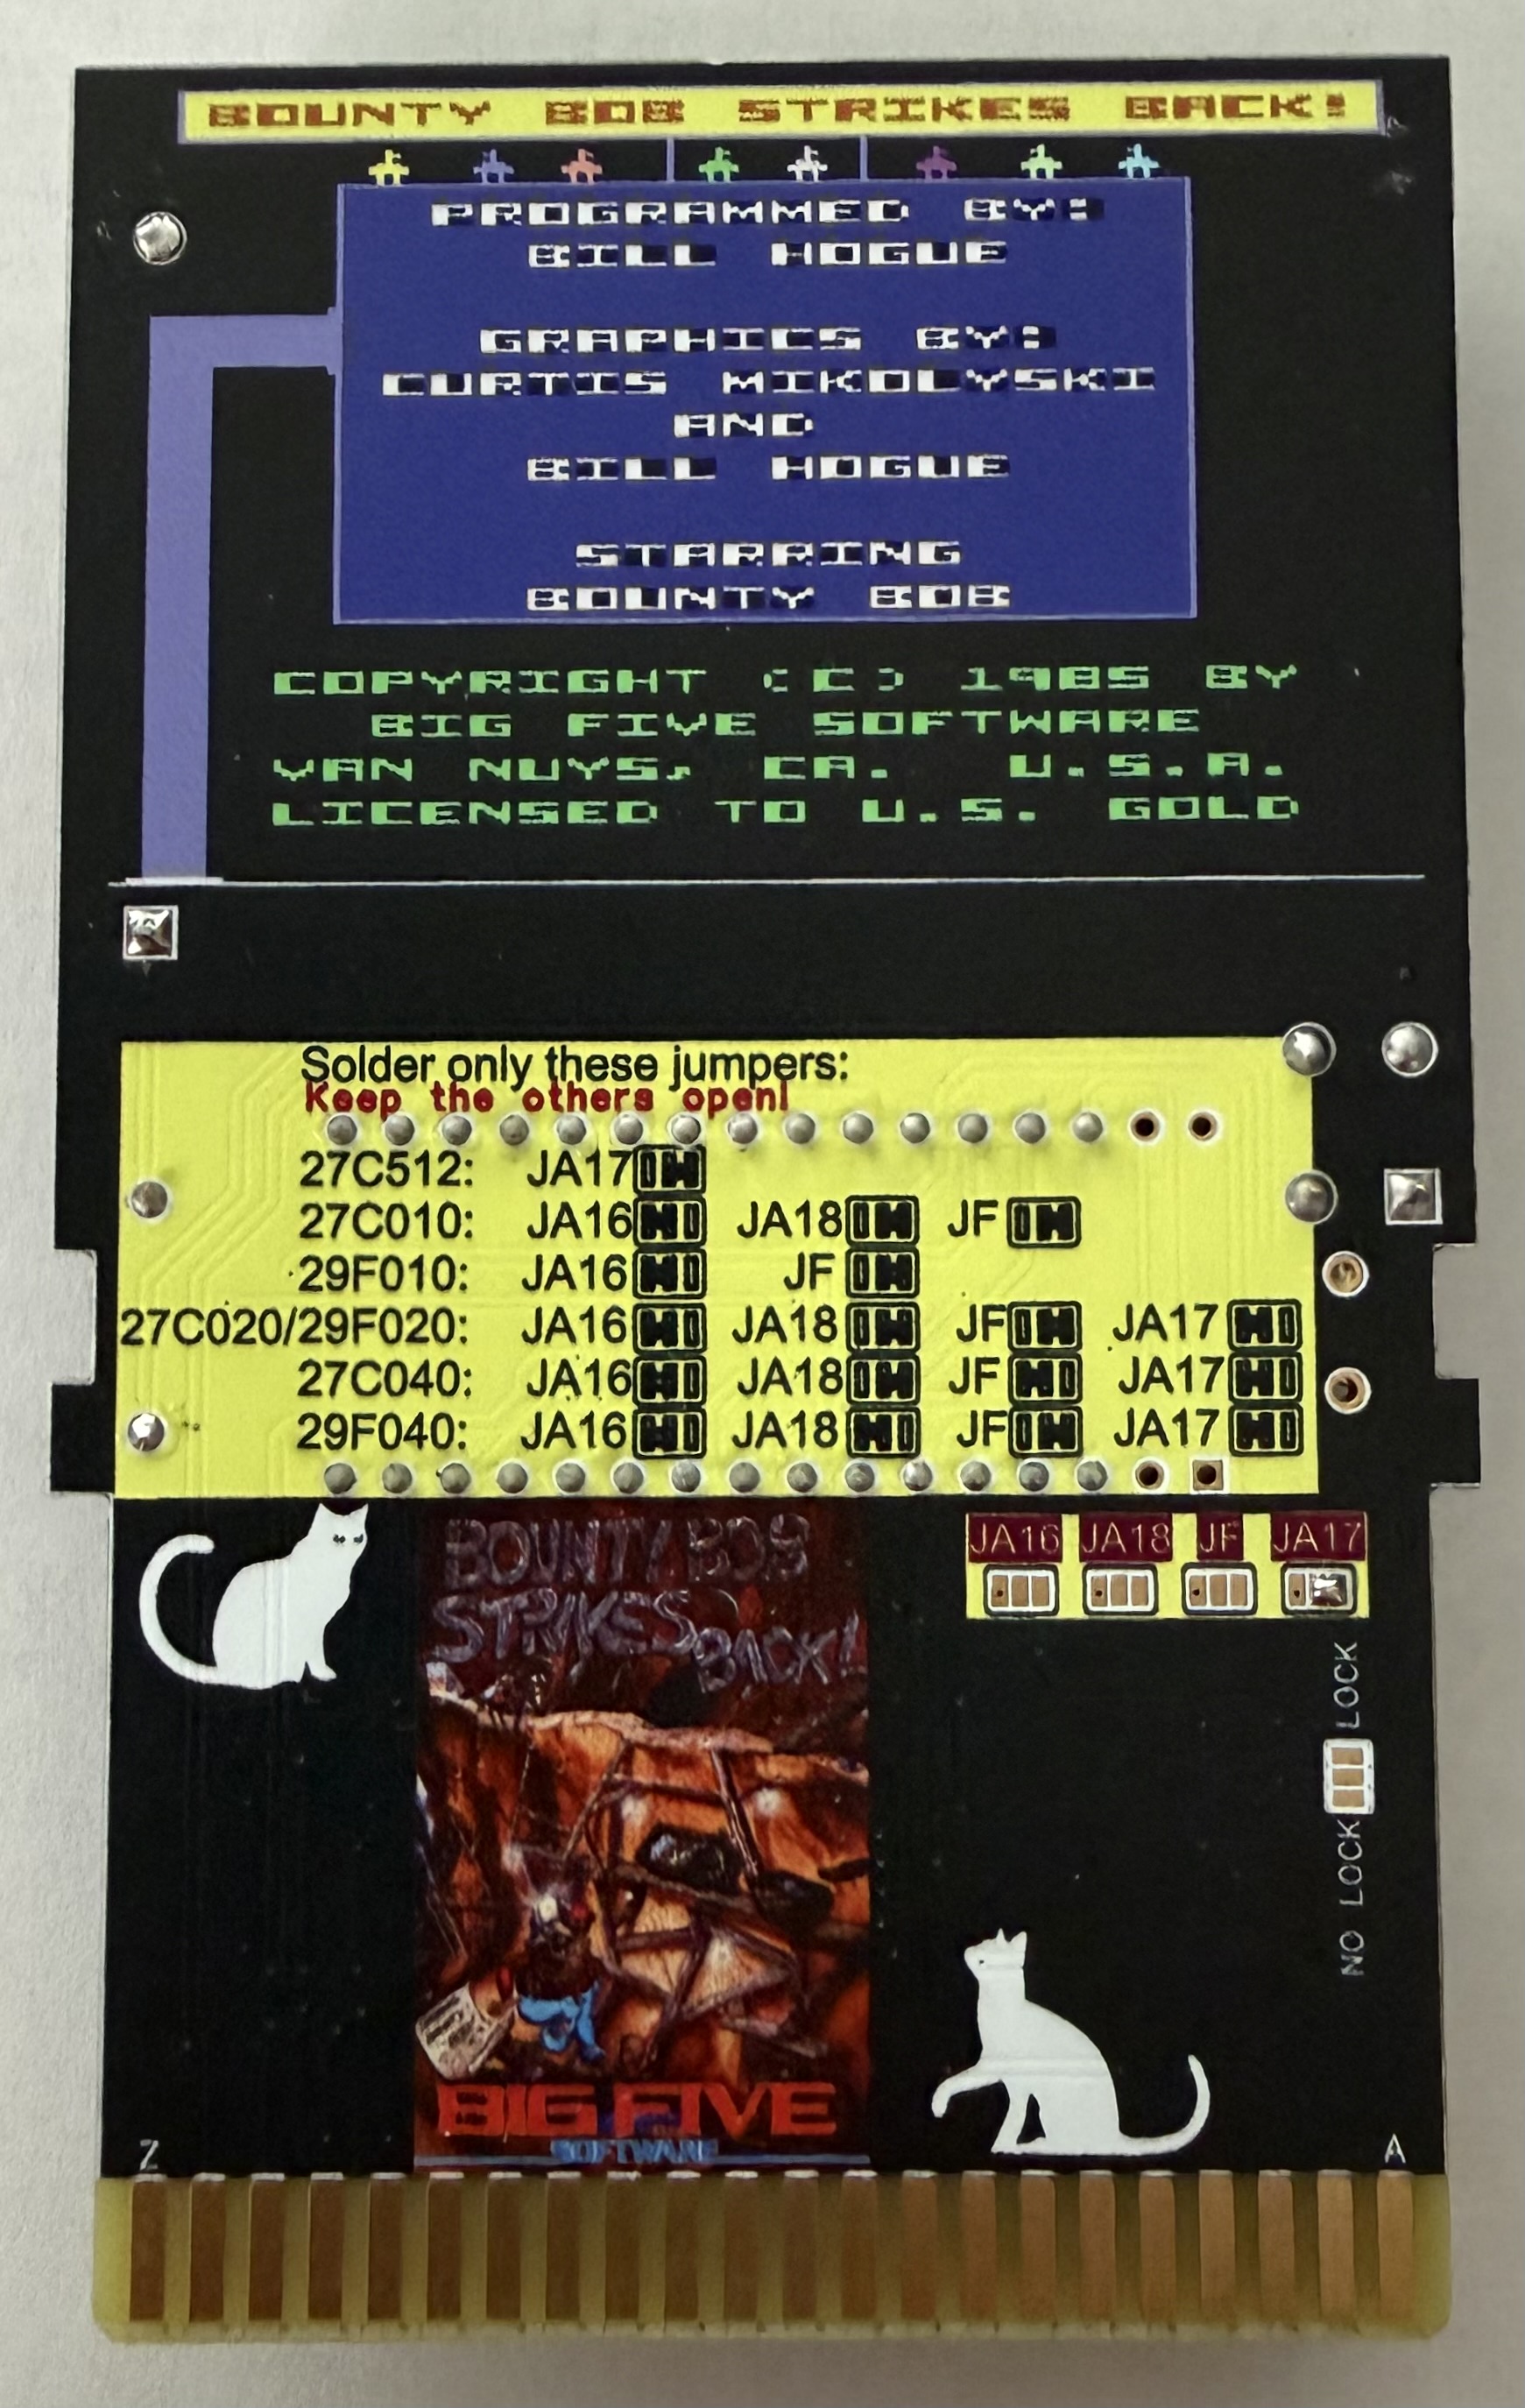 BOUNTY BOB STRIKES BACK!
PROGRAMMED BY:
BILL HOGUE
GRAPHICS BY:
CURTIS MIKOLYSKI
AND
BILL HOGUE
STARRING
BOUNTY BOB
COPYRIGHT (C) 1985 BY
BIG FIVE SOFTWARE
VAN NUYS, CA. U.S.A.
LICENSED TO U.S. GOLD
Solder only these jumpers:
Keep the others open!
27C512: JA17
27C010: JA16 JA18 JF
29F010: JA16 JF
27C020/29F020: JA16 JA18 JF JA17
27C040: JA16 JA18 JF JA17
29F040: JA16 JA18 JF JA17
JA16 JA18 JF JA17
BOUNTY BOB
STRIKES
BACK!
NO LOCK LOCK
BIG FIVE
SOFTWARE
Z A